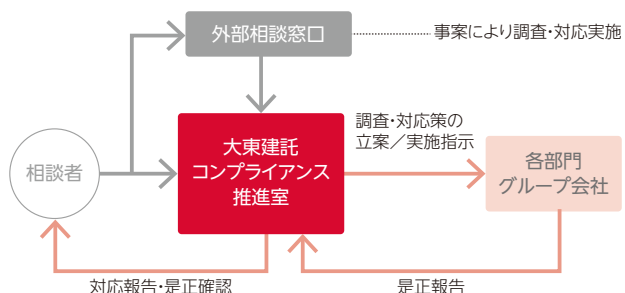 外部相談窓口
事案により調査・対応実施
相談者
大東建託
コンプライアンス
推進室
調査・対応策の
立案／実施指示
各部門
グループ会社
対応報告・是正確認
是正報告